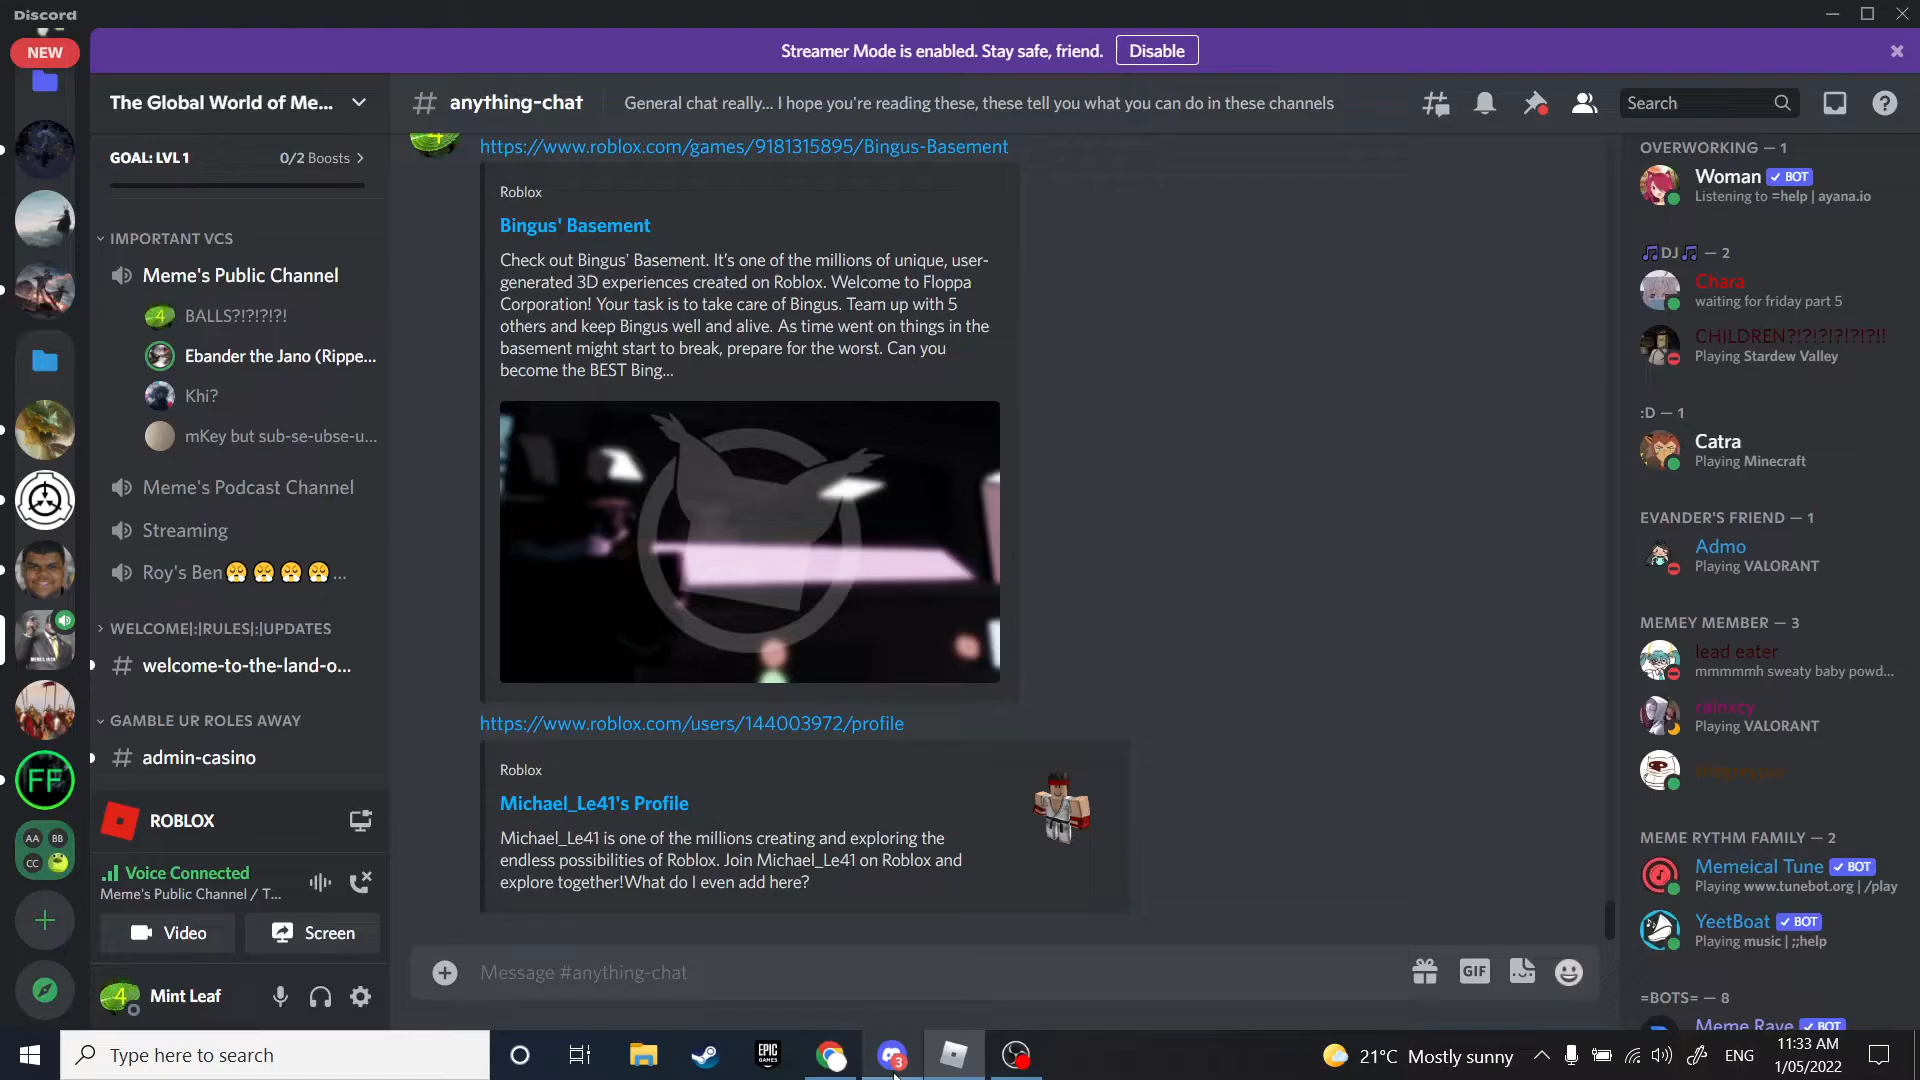 Discord
NEW
Streamer Mode is enabled. Stay safe, friend.
Disable
The Global World of Me...
# anything-chat
General chat really... I hope you're reading these, these tell you what you can do in these channels
Search
GOAL: LVL 1
0/2 Boosts
IMPORTANT VCS
Meme's Public Channel
BALLS?!?!?!?!
Ebander the Jano (Rippe...
Khi?
mKey but sub-se-ubse-u...
Meme's Podcast Channel
Streaming
Roy's Ben😤 😤 😤 😤...
WELCOME|:|RULES|:|UPDATES
# welcome-to-the-land-o...
GAMBLE UR ROLES AWAY
# admin-casino
FF
AA BB
CC
ROBLOX
Voice Connected
Meme's Public Channel / T...
Video
Screen
4 Mint Leaf
https://www.roblox.com/games/9181315895/Bingus-Basement
Roblox
Bingus' Basement
Check out Bingus' Basement. It's one of the millions of unique, user-
generated 3D experiences created on Roblox. Welcome to Floppa
Corporation! Your task is to take care of Bingus. Team up with 5
others and keep Bingus well and alive. As time went on things in the
basement might start to break, prepare for the worst. Can you
become the BEST Bing...
https://www.roblox.com/users/144003972/profile
Roblox
Michael_Le41's Profile
Michael_Le41 is one of the millions creating and exploring the
endless possibilities of Roblox. Join Michael_Le41 on Roblox and
explore together!What do I even add here?
Message #anything-chat
GIF
OVERWORKING — 1
Woman ✓ BOT
Listening to =help | ayana.io
🎵DJ🎵 — 2
Chara
waiting for friday part 5
CHILDREN?!?!?!?!?!?!!
Playing Stardew Valley
:D — 1
Catra
Playing Minecraft
EVANDER'S FRIEND — 1
Admo
Playing VALORANT
MEMEY MEMBER — 3
lead eater
mmmmmh sweaty baby powd...
rainxcy
Playing VALORANT
MEME RYTHM FAMILY — 2
Memeical Tune ✓ BOT
Playing www.tunebot.org | /play
YeetBoat ✓ BOT
Playing music | ;;help
=BOTS= — 8
Meme Rave ✓ BOT
Type here to search
EPIC
GAMES
3
21°C Mostly sunny
ENG
11:33 AM
1/05/2022